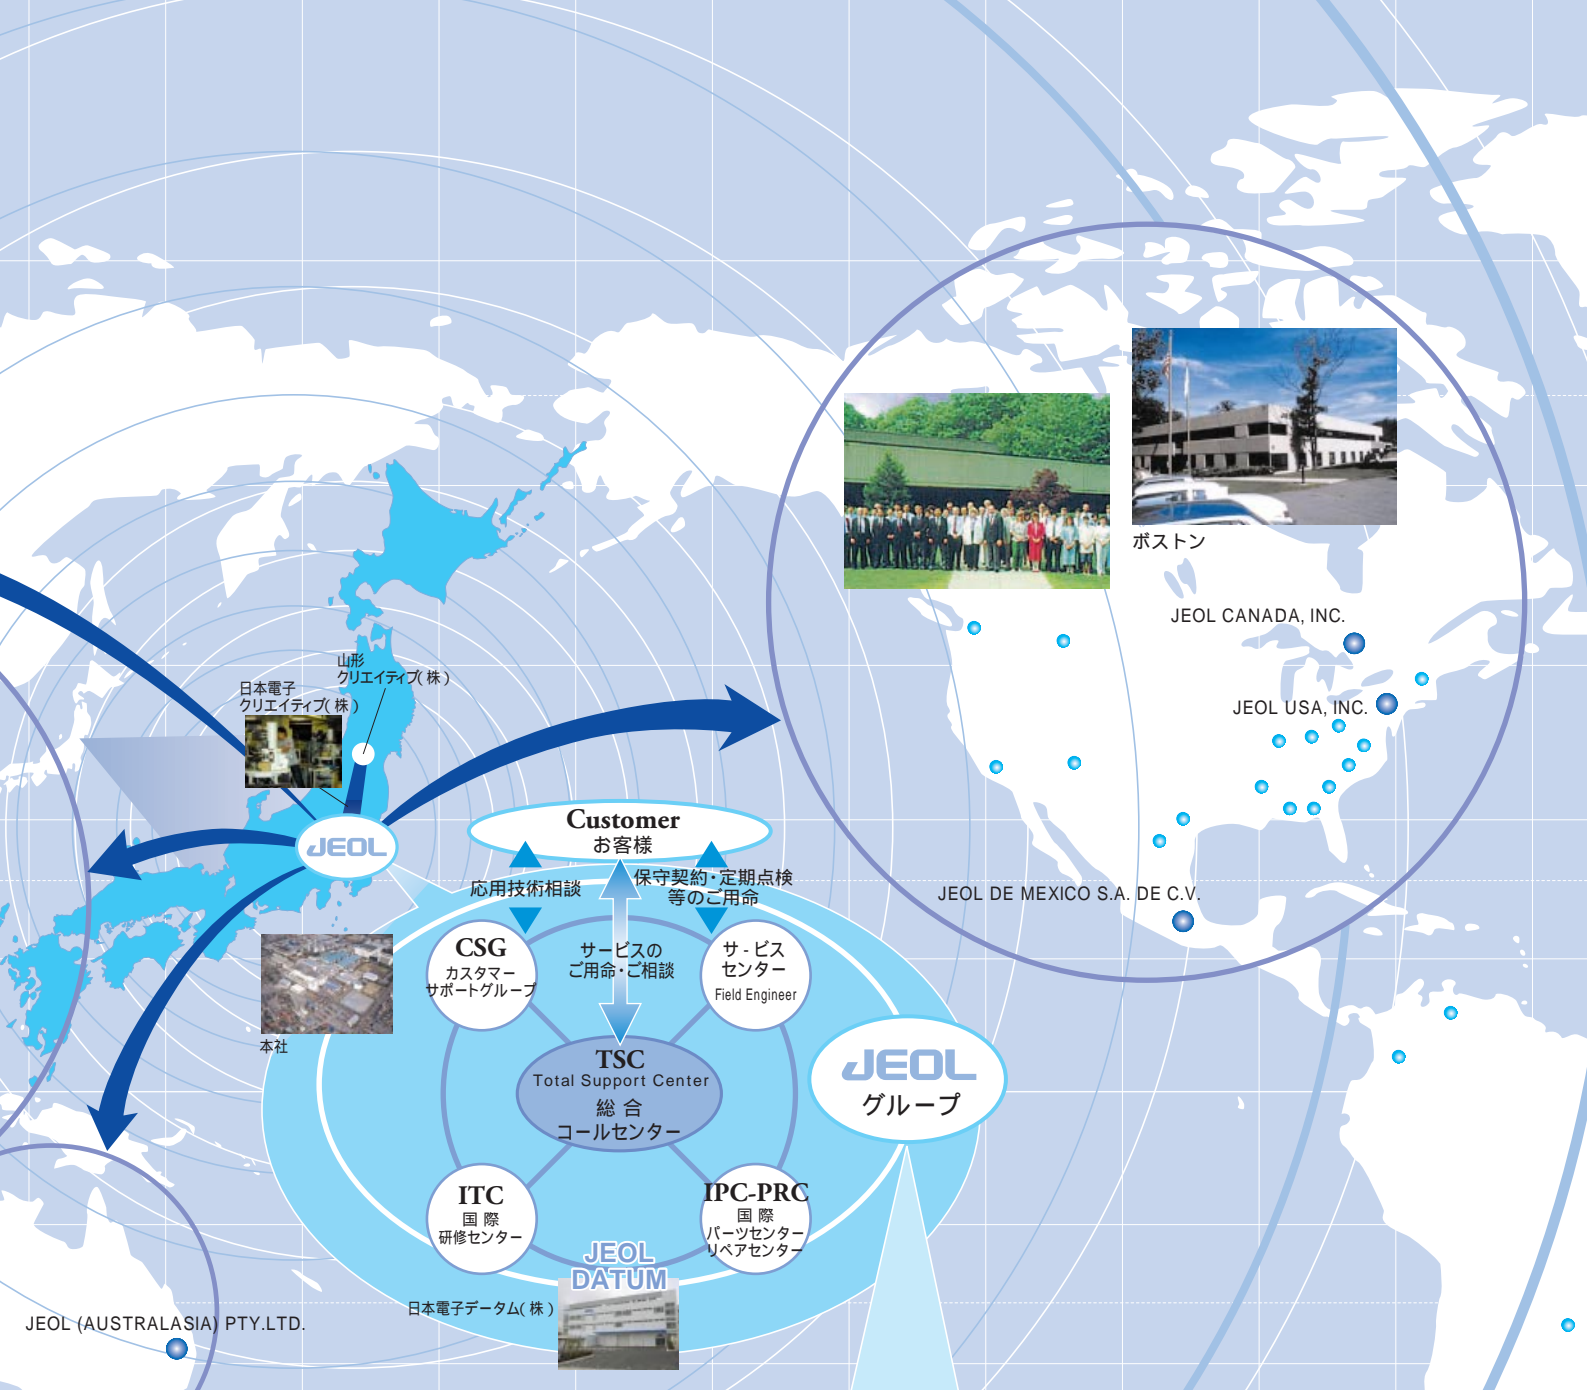 ボストン
JEOL CANADA, INC.
JEOL USA, INC.
JEOL DE MEXICO S.A. DE C.V.
山形
クリエイティブ(株)
日本電子
クリエイティブ(株)
JEOL
本社
Customer
お客様
応用技術相談
保守契約・定期点検
等のご用命
サービスの
ご用命・ご相談
CSG
カスタマー
サポートグループ
サ-ビス
センター
Field Engineer
TSC
Total Support Center
総合
コールセンター
JEOL
グループ
ITC
国際
研修センター
IPC-PRC
国際
パーツセンター
リペアセンター
JEOL
DATUM
日本電子データム(株)
JEOL (AUSTRALASIA) PTY.LTD.